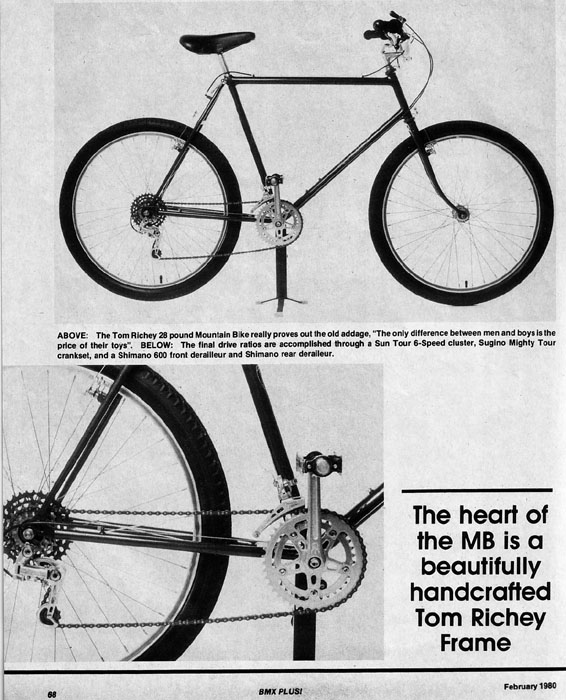 ABOVE: The Tom Richey 28 pound Mountain Bike really proves out the old addage, "The only difference between men and boys is the
price of their toys". BELOW: The final drive ratios are accomplished through a Sun Tour 6-Speed cluster, Sugino Mighty Tour
crankset, and a Shimano 600 front derailleur and Shimano rear derailleur.
The heart of
the MB is a
beautifully
handcrafted
Tom Richey
Frame
68
BMX PLUS!
February 1980